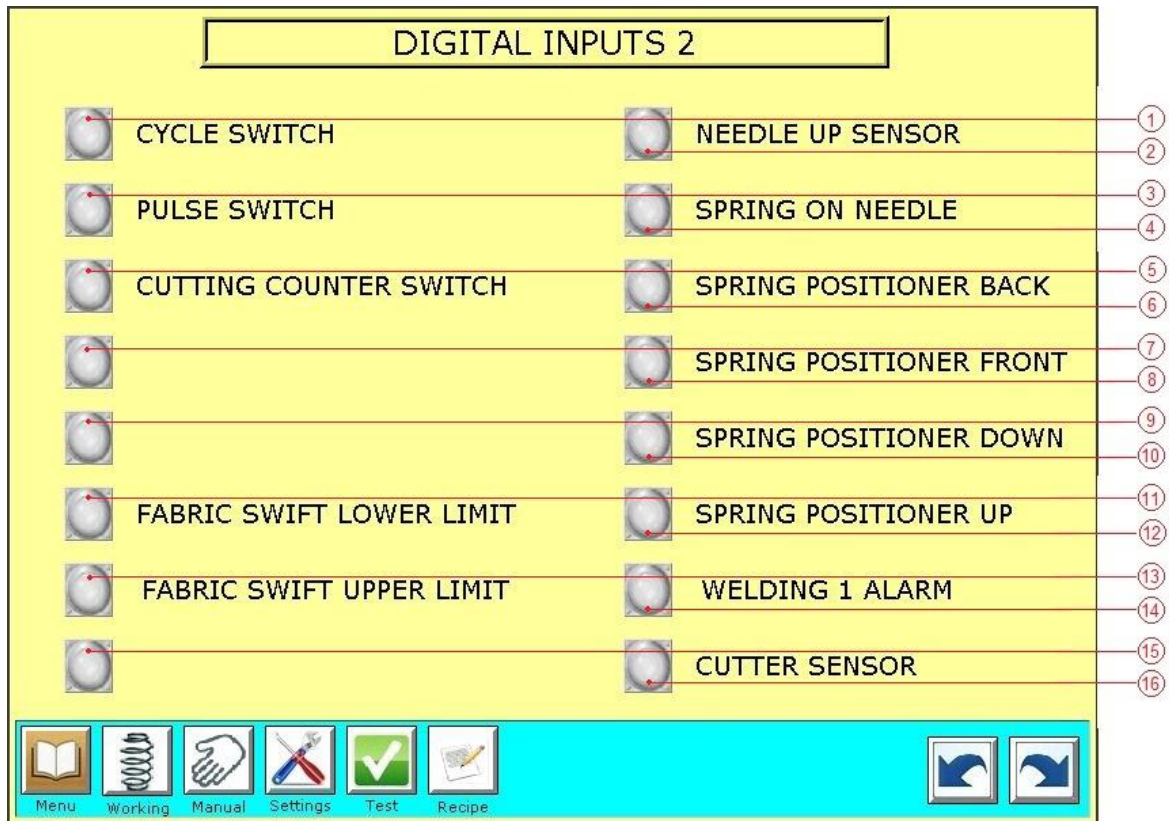 DIGITAL INPUTS 2
CYCLE SWITCH NEEDLE UP SENSOR 1
2
PULSE SWITCH SPRING ON NEEDLE 3
4
CUTTING COUNTER SWITCH SPRING POSITIONER BACK 5
6
SPRING POSITIONER FRONT 7
8
SPRING POSITIONER DOWN 9
10
FABRIC SWIFT LOWER LIMIT SPRING POSITIONER UP 11
12
FABRIC SWIFT UPPER LIMIT WELDING 1 ALARM 13
14
CUTTER SENSOR 15
16
Menu Working Manual Settings Test Recipe